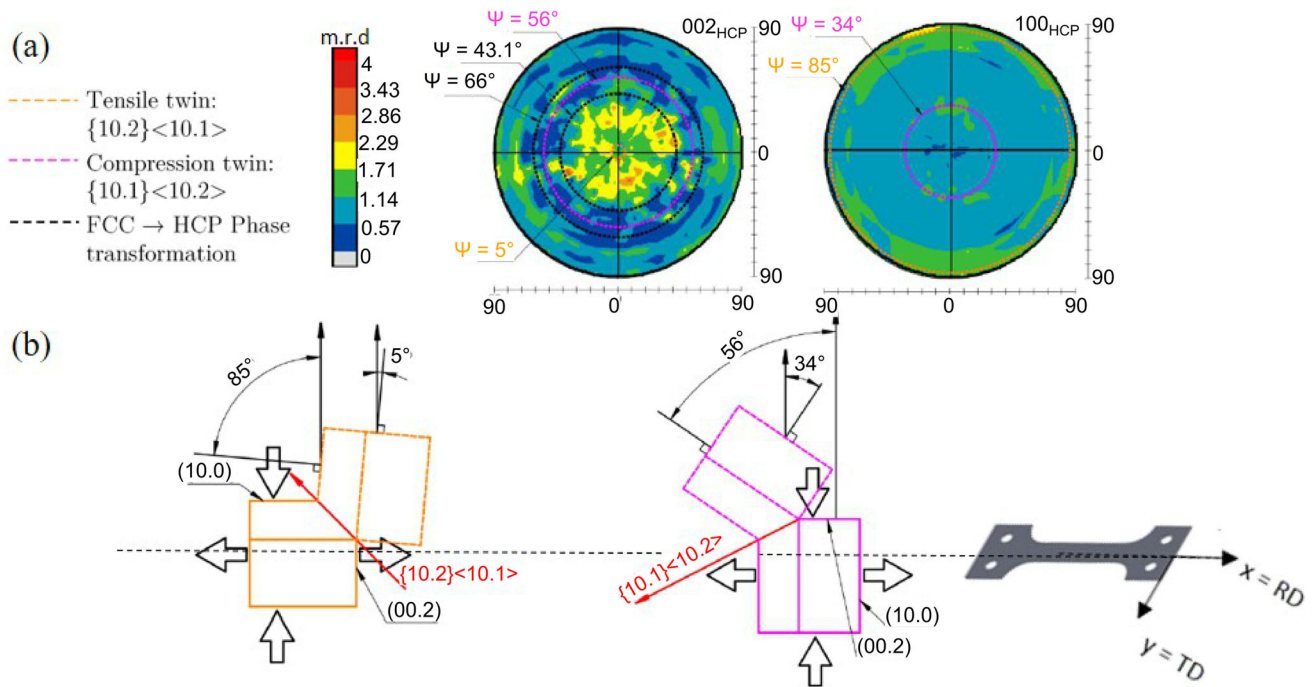 (a)
Tensile twin:
{10.2}<10.1>
Compression twin:
{10.1}<10.2>
FCC → HCP Phase
transformation
m.r.d
4
3.43
2.86
2.29
1.71
1.14
0.57
0
Ψ = 56°
Ψ = 43.1°
Ψ = 66°
Ψ = 5°
002HCP
90
0
90
90
0
90
Ψ = 34°
Ψ = 85°
100HCP
90
0
90
90
0
90
(b)
85°
5°
(10.0)
{10.2}<10.1>
(00.2)
56°
34°
{10.1}<10.2>
(10.0)
(00.2)
x = RD
y = TD